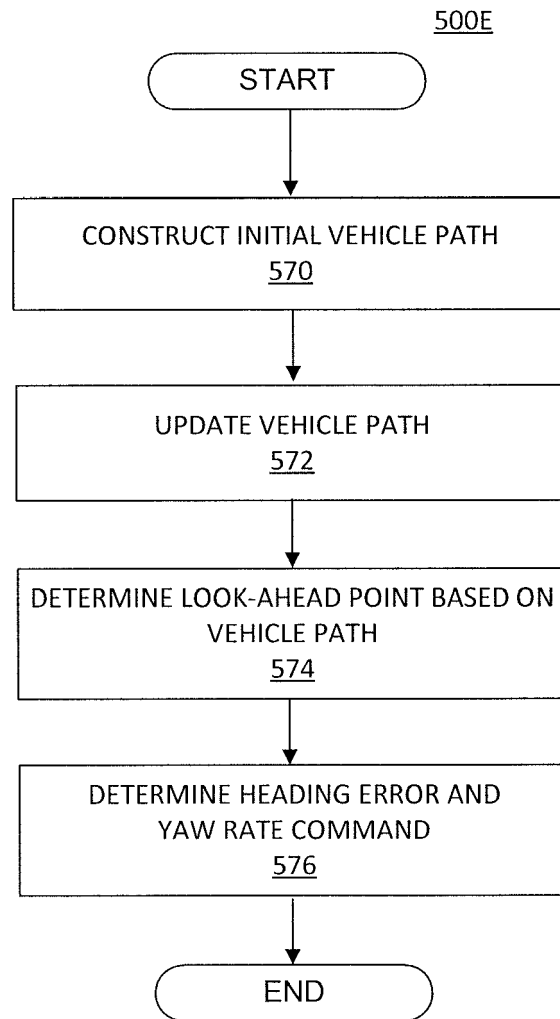 500E
START
CONSTRUCT INITIAL VEHICLE PATH
570
UPDATE VEHICLE PATH
572
DETERMINE LOOK-AHEAD POINT BASED ON
VEHICLE PATH
574
DETERMINE HEADING ERROR AND
YAW RATE COMMAND
576
END